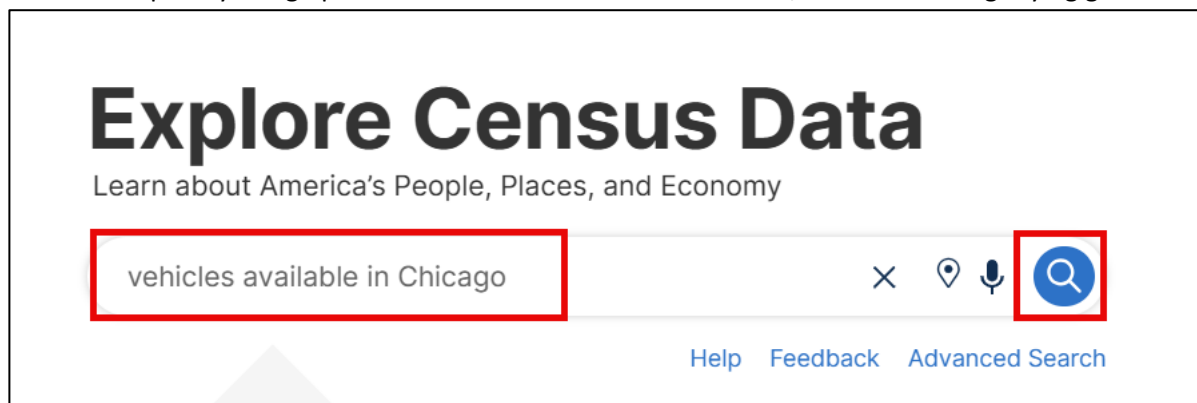 Explore Census Data
Learn about America's People, Places, and Economy
vehicles available in Chicago
Help Feedback Advanced Search